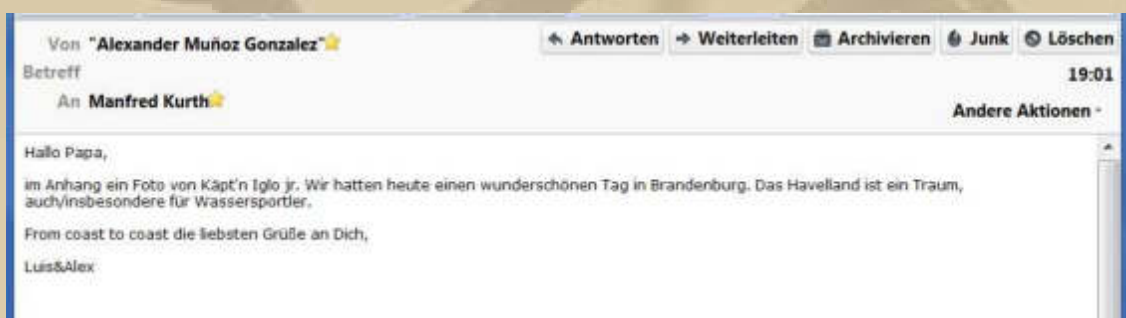 Von "Alexander Muñoz Gonzalez" Antworten Weiterleiten Archivieren Junk Löschen
Betreff 19:01
An Manfred Kurth Andere Aktionen
Hallo Papa,
im Anhang ein Foto von Käpt'n Iglo jr. Wir hatten heute einen wunderschönen Tag in Brandenburg. Das Havelland ist ein Traum,
auch/insbesondere für Wassersportler.
From coast to coast die liebsten Grüße an Dich,
Luis&Alex